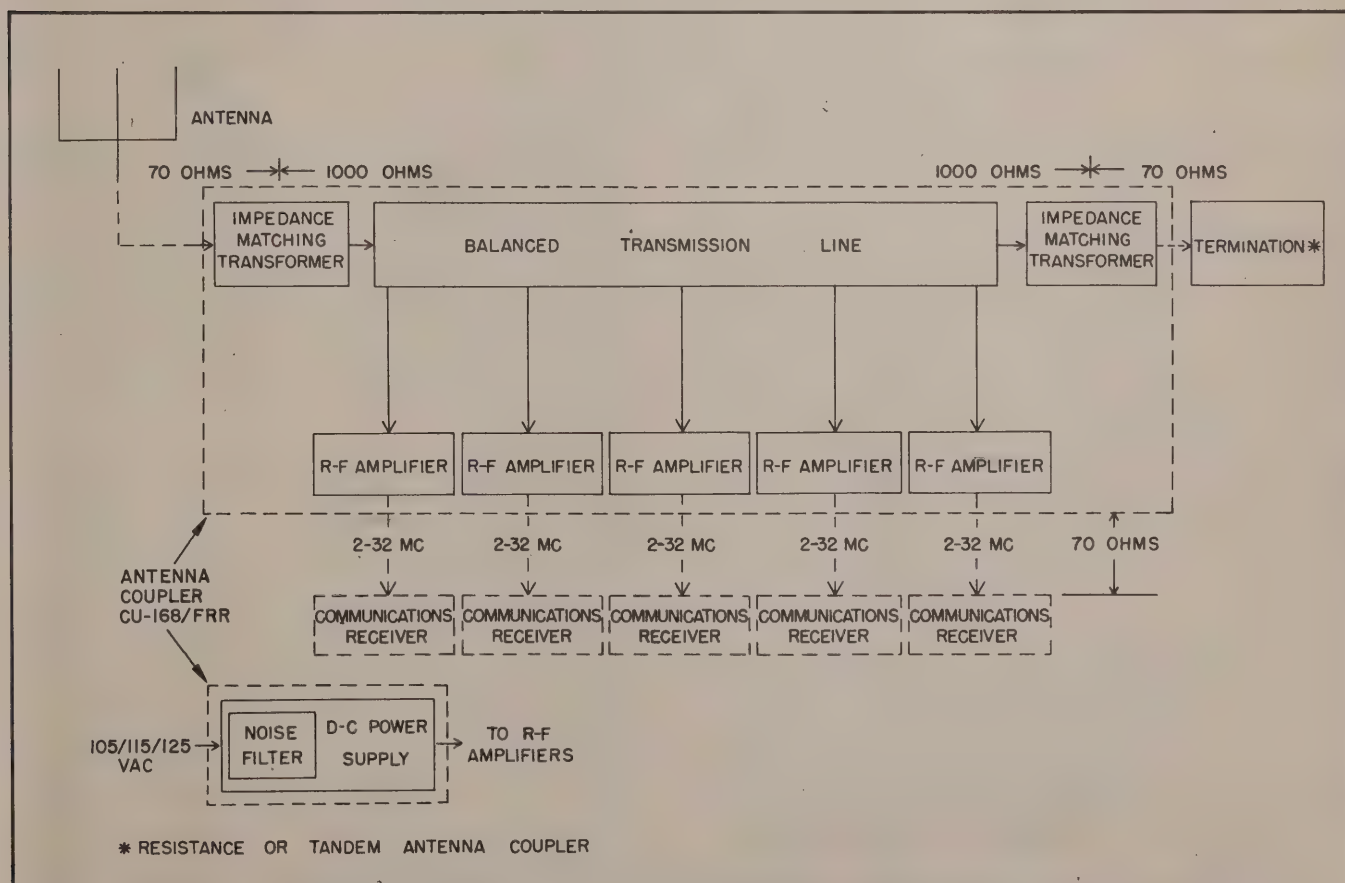 ANTENNA
70 OHMS
1000 OHMS
1000 OHMS
70 OHMS
IMPEDANCE
MATCHING
TRANSFORMER
BALANCED TRANSMISSION LINE
IMPEDANCE
MATCHING
TRANSFORMER
TERMINATION*
R-F AMPLIFIER
R-F AMPLIFIER
R-F AMPLIFIER
R-F AMPLIFIER
R-F AMPLIFIER
2-32 MC
2-32 MC
2-32 MC
2-32 MC
2-32 MC
70 OHMS
ANTENNA
COUPLER
CU-168/FRR
COMMUNICATIONS
RECEIVER
COMMUNICATIONS
RECEIVER
COMMUNICATIONS
RECEIVER
COMMUNICATIONS
RECEIVER
COMMUNICATIONS
RECEIVER
105/115/125
VAC
NOISE
FILTER
D-C POWER
SUPPLY
TO R-F
AMPLIFIERS
* RESISTANCE OR TANDEM ANTENNA COUPLER